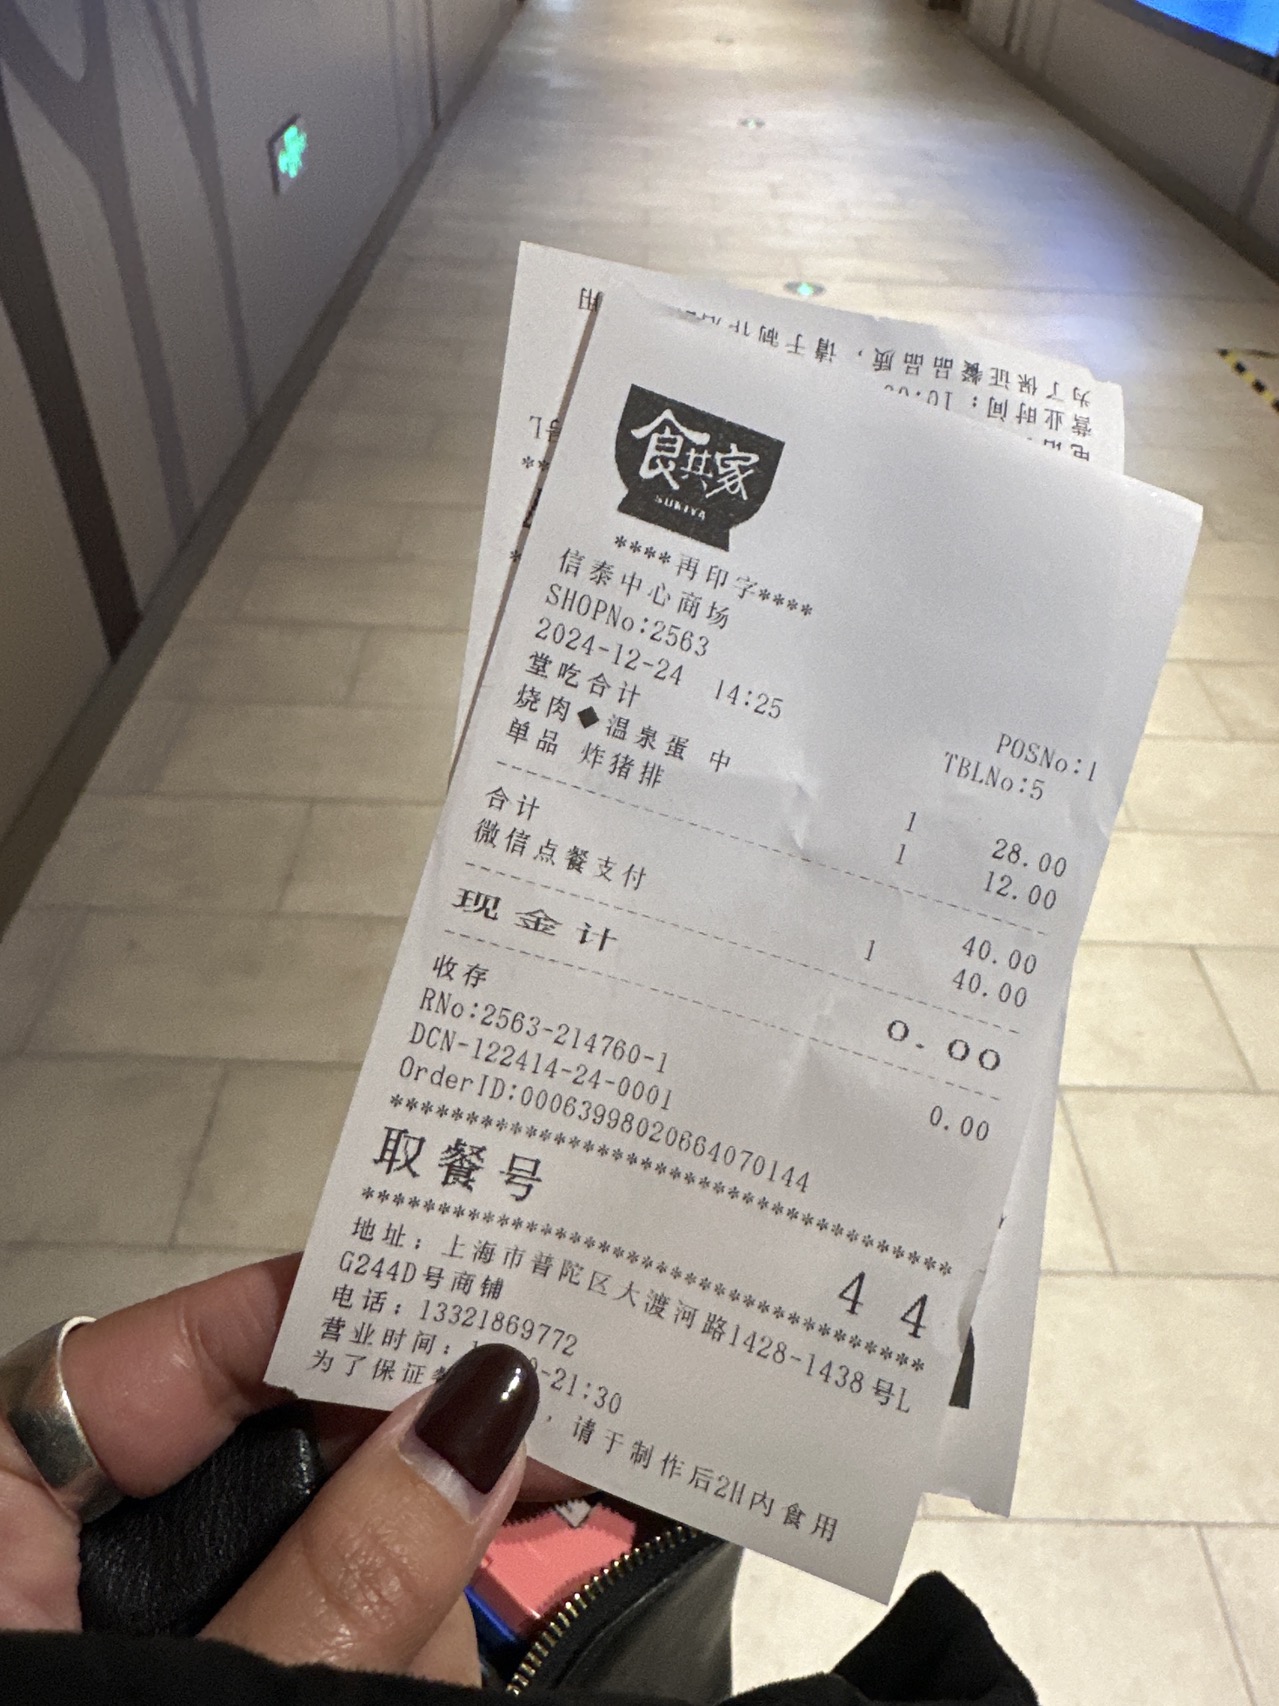 食其家
SUKIYA
****再印字****
信泰中心商场
SHOPNo:2563 POSNo:1
2024-12-24 14:25 TBLNo:5
堂吃合计
烧肉◆温泉蛋 中 1 28.00
单品 炸猪排 1 12.00
合计 40.00
微信点餐支付 1 40.00
现金计 0.00
收存 0.00
RNo:2563-214760-1
DCN-122414-24-0001
OrderID:00063998020664070144
****************************************
取餐号 44
****************************************
地址：上海市普陀区大渡河路1428-1438号L
G244D号商铺
电话：13321869772
营业时间： -21:30
为了保证 ，请于制作后2H内食用
为了保证餐品品质，请于制
营业时间：10:0
电话
号L
用